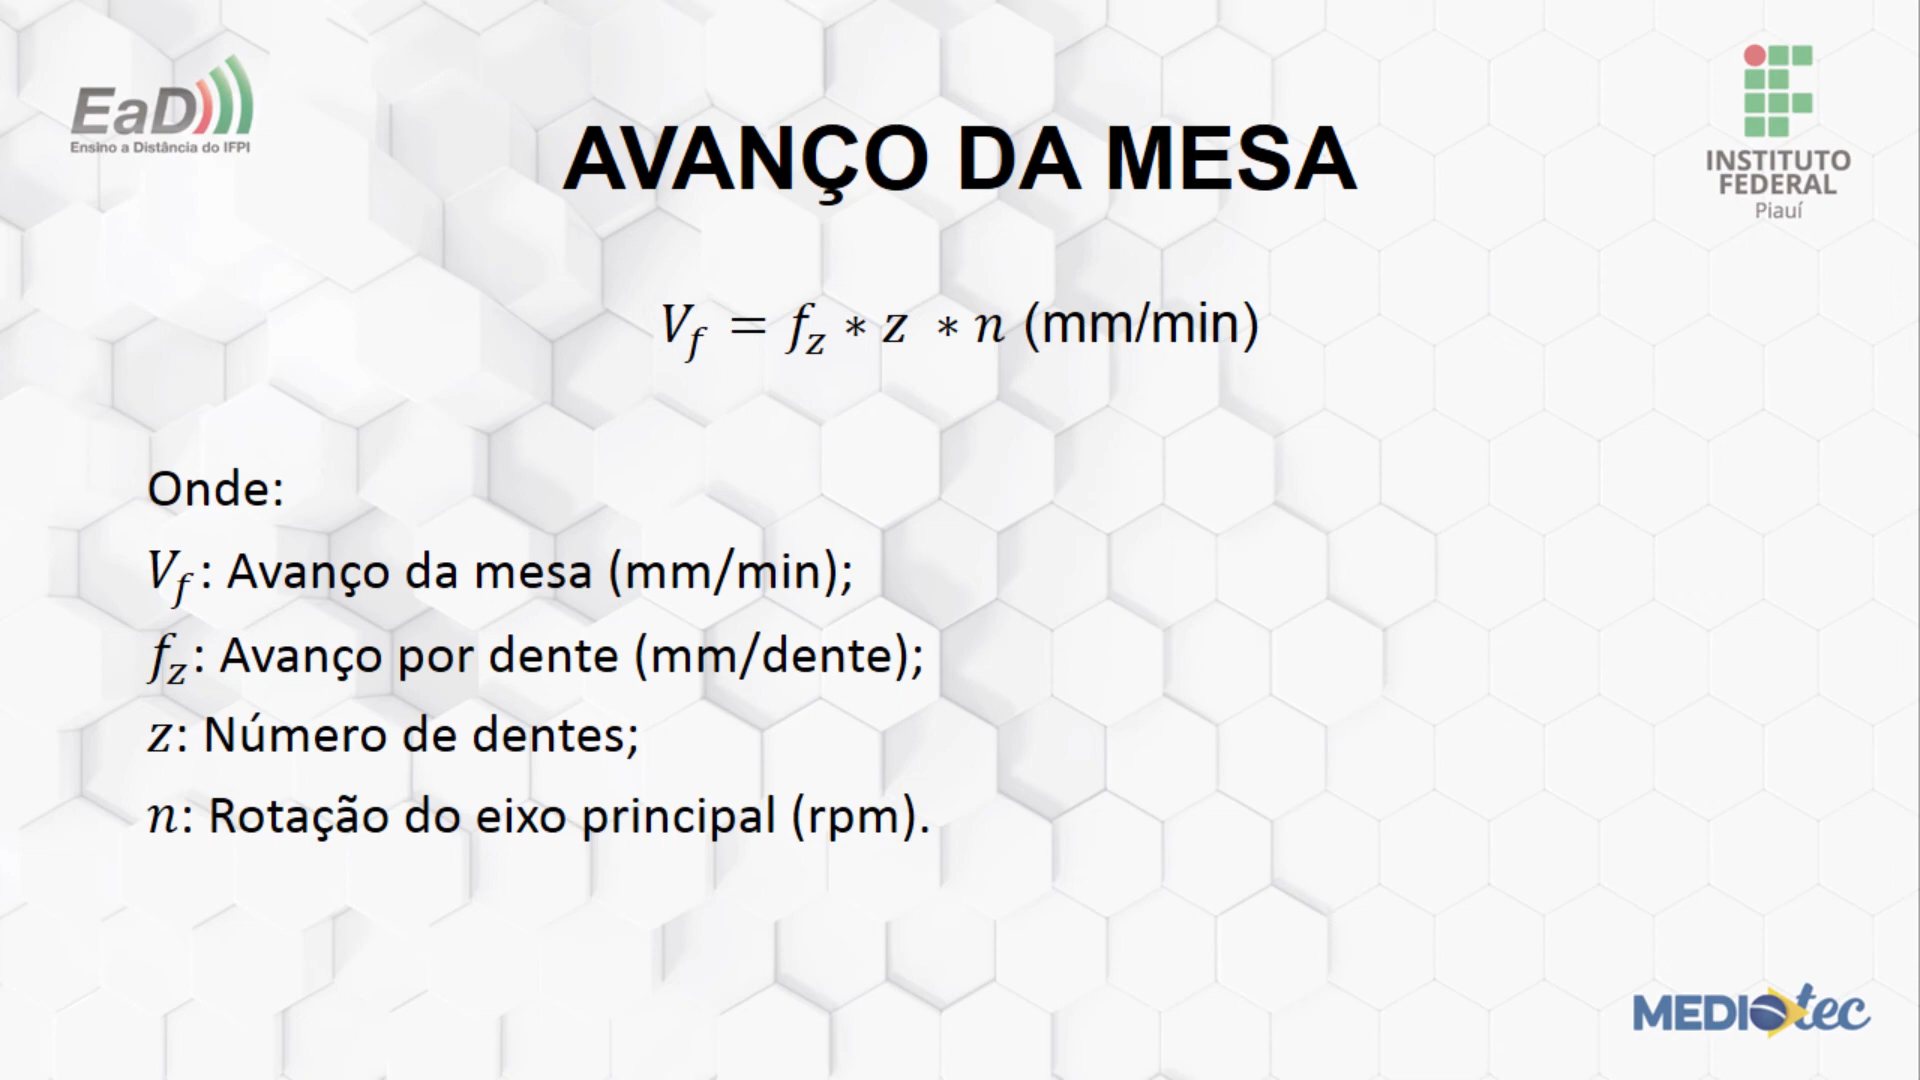 EaD
Ensino a Distância do IFPI
INSTITUTO
FEDERAL
Piauí
AVANÇO DA MESA
V_f = f_z * z * n (mm/min)
Onde:
V_f: Avanço da mesa (mm/min);
f_z: Avanço por dente (mm/dente);
z: Número de dentes;
n: Rotação do eixo principal (rpm).
MEDIOtec